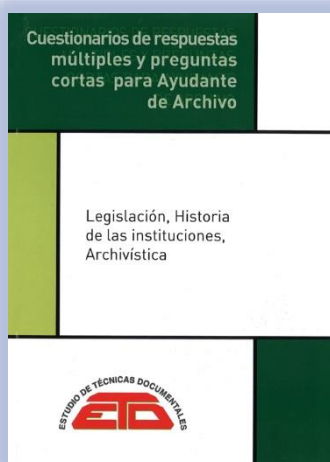 Cuestionarios de respuestas
múltiples y preguntas
cortas para Ayudante
de Archivo
Legislación, Historia
de las instituciones,
Archivística
ESTUDIO DE TÉCNICAS DOCUMENTALES
ETD